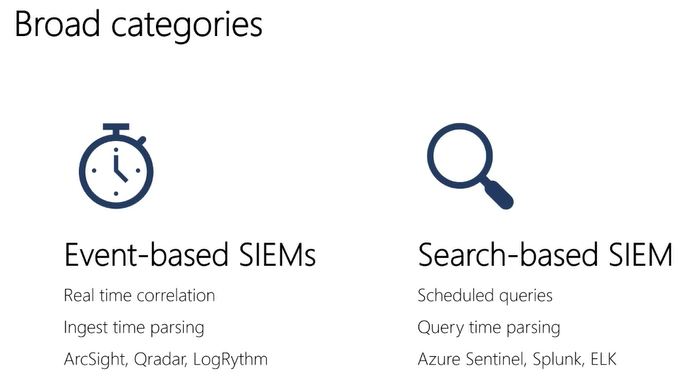 Broad categories
Event-based SIEMs
Real time correlation
Ingest time parsing
ArcSight, Qradar, LogRythm
Search-based SIEM
Scheduled queries
Query time parsing
Azure Sentinel, Splunk, ELK